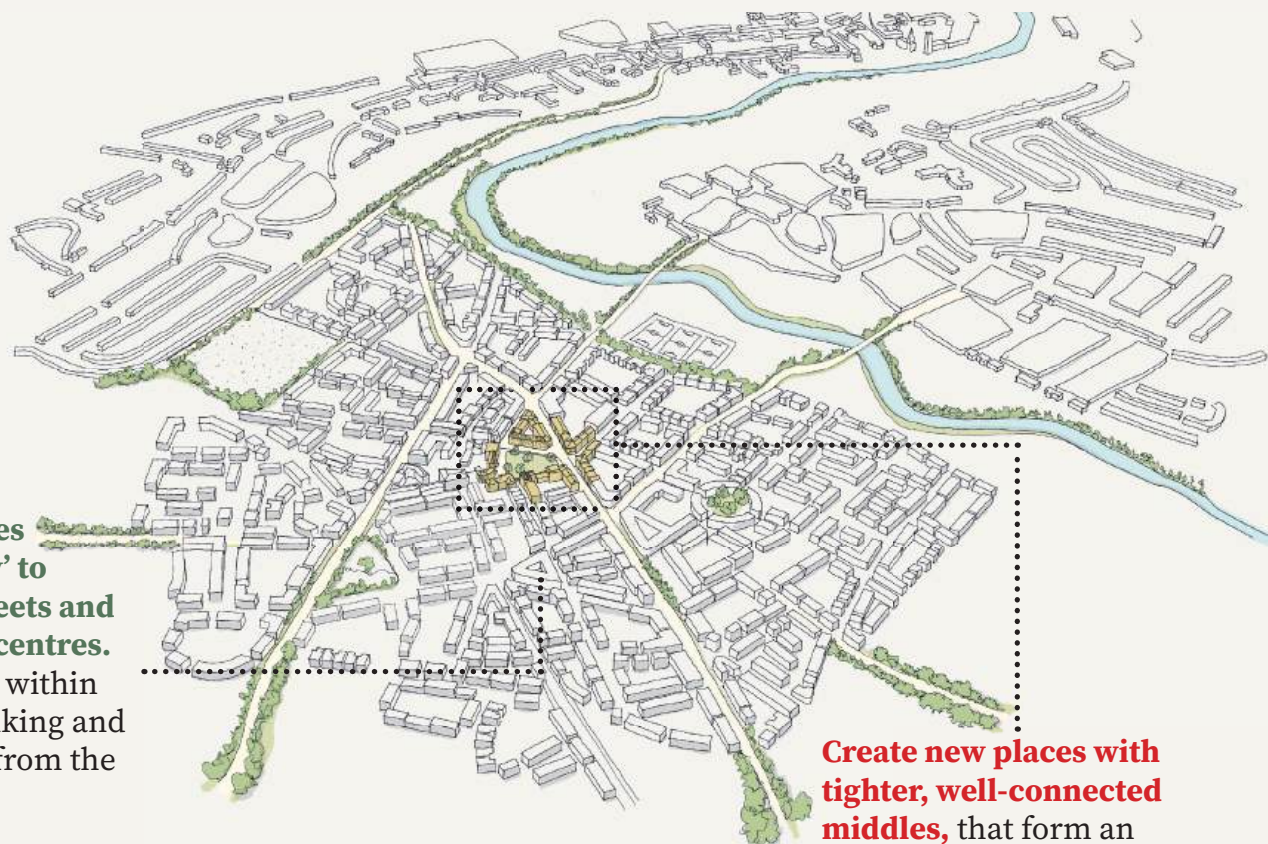 es
’ to
eets and
centres.
within
king and
from the
Create new places with
tighter, well-connected
middles, that form an